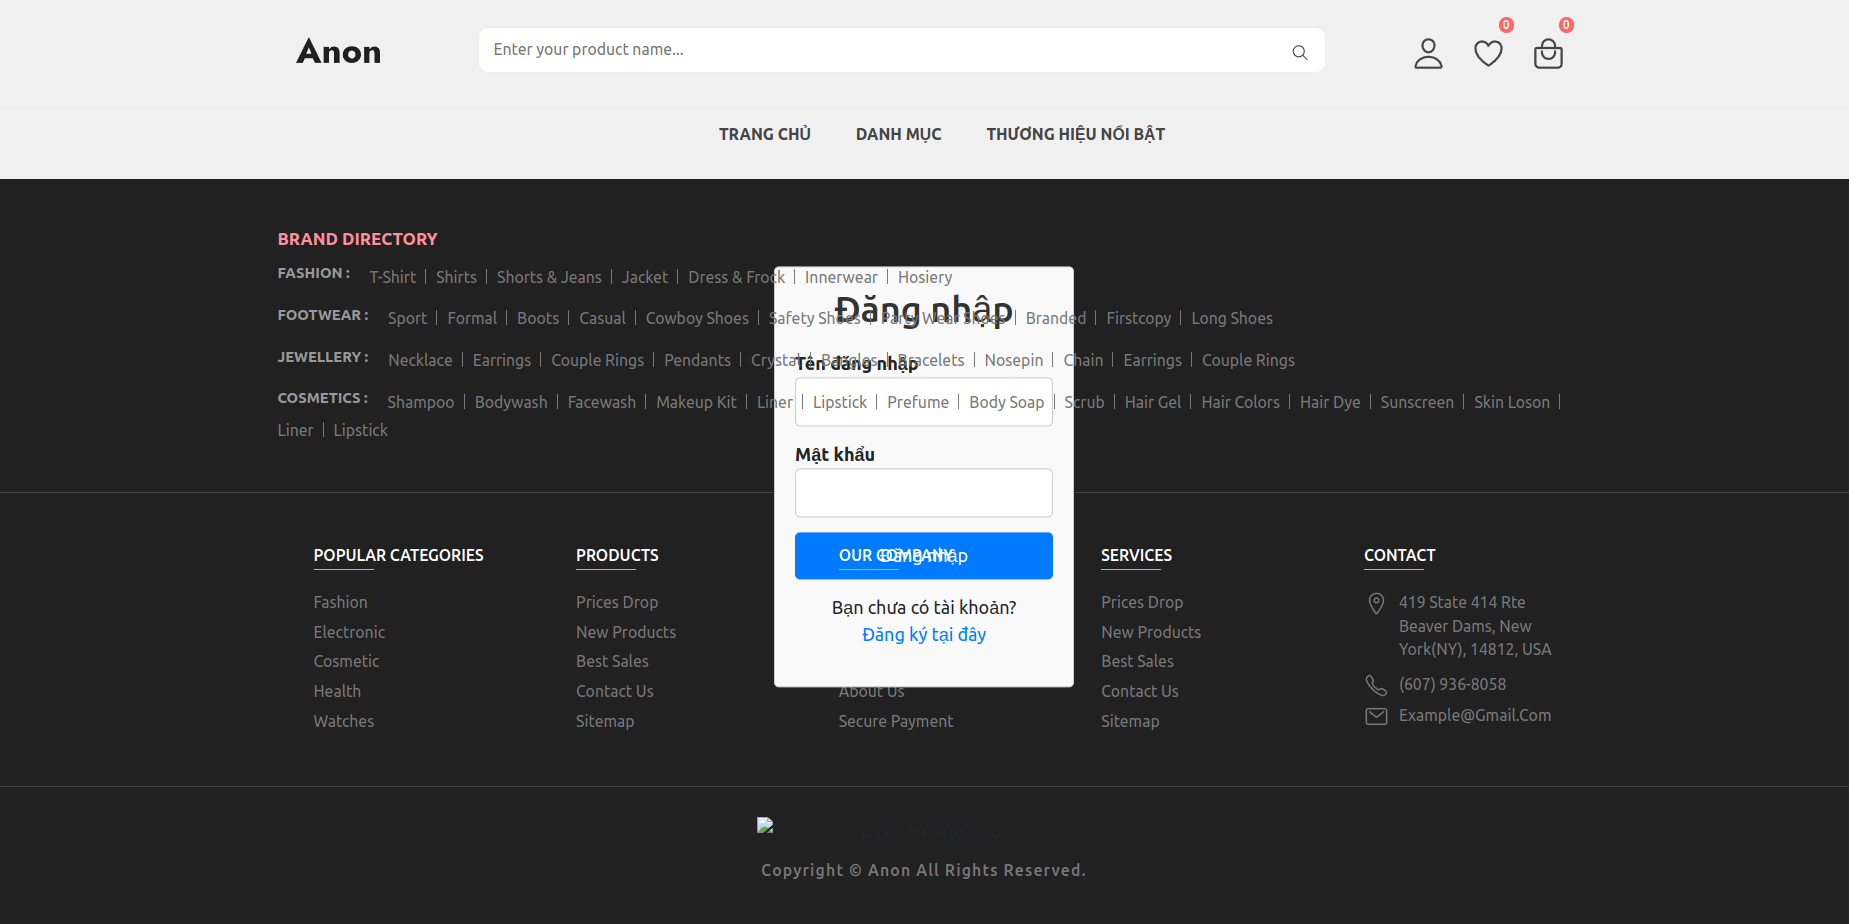 Anon
Enter your product name...
0
0
TRANG CHỦ DANH MỤC THƯƠNG HIỆU NỔI BẬT
BRAND DIRECTORY
FASHION : T-Shirt | Shirts | Shorts & Jeans | Jacket | Dress & Frock | Innerwear | Hosiery
Đăng nhập
FOOTWEAR : Sport | Formal | Boots | Casual | Cowboy Shoes | Safety Shoes | Party Wear Shoes | Branded | Firstcopy | Long Shoes
JEWELLERY : Necklace | Earrings | Couple Rings | Pendants | Crystal | Bangles | Bracelets | Nosepin | Chain | Earrings | Couple Rings
Tên đăng nhập
COSMETICS : Shampoo | Bodywash | Facewash | Makeup Kit | Liner | Lipstick | Prefume | Body Soap | Scrub | Hair Gel | Hair Colors | Hair Dye | Sunscreen | Skin Loson |
Liner | Lipstick
Mật khẩu
Đăng nhập
Bạn chưa có tài khoản?
Đăng ký tại đây
POPULAR CATEGORIES
Fashion
Electronic
Cosmetic
Health
Watches
PRODUCTS
Prices Drop
New Products
Best Sales
Contact Us
Sitemap
OUR COMPANY
About Us
Secure Payment
SERVICES
Prices Drop
New Products
Best Sales
Contact Us
Sitemap
CONTACT
419 State 414 Rte
Beaver Dams, New
York(NY), 14812, USA
(607) 936-8058
Example@Gmail.Com
payment method
Copyright © Anon All Rights Reserved.